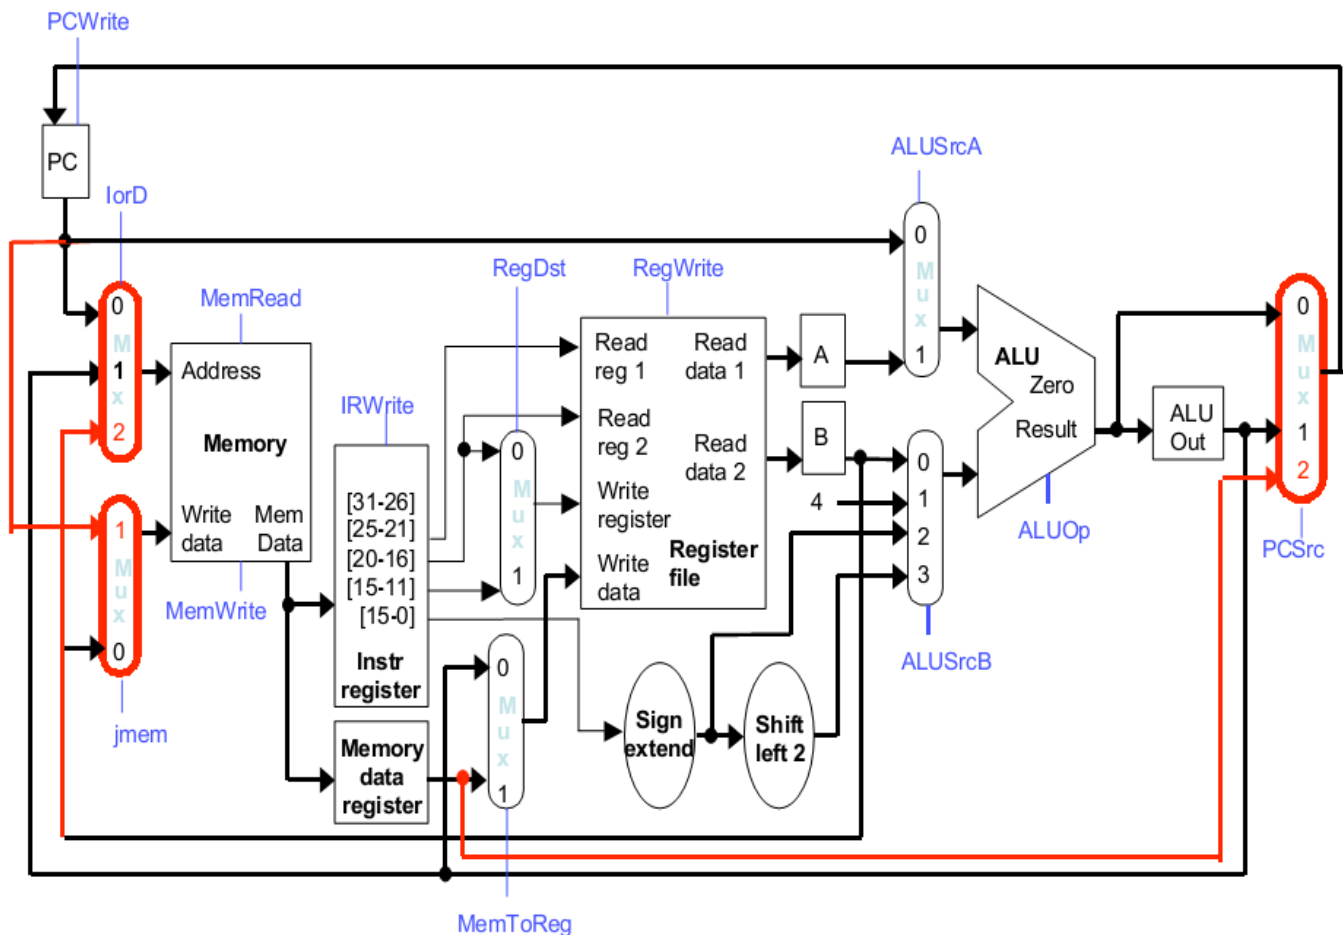 PCWrite
PC
IorD
0
M
u
x
1
2
MemRead
Address
Memory
Write
data
Mem
Data
MemWrite
1
M
u
x
0
jmem
IRWrite
[31-26]
[25-21]
[20-16]
[15-11]
[15-0]
Instr
register
Memory
data
register
RegDst
0
M
u
x
1
0
M
u
x
1
MemToReg
RegWrite
Read
reg 1
Read
data 1
Read
reg 2
Read
data 2
Write
register
Write
data
Register
file
Sign
extend
Shift
left 2
A
B
4
ALUSrcA
0
M
u
x
1
0
1
2
3
M
u
x
ALUSrcB
ALU
Zero
Result
ALUOp
ALU
Out
0
M
u
x
1
2
PCSrc